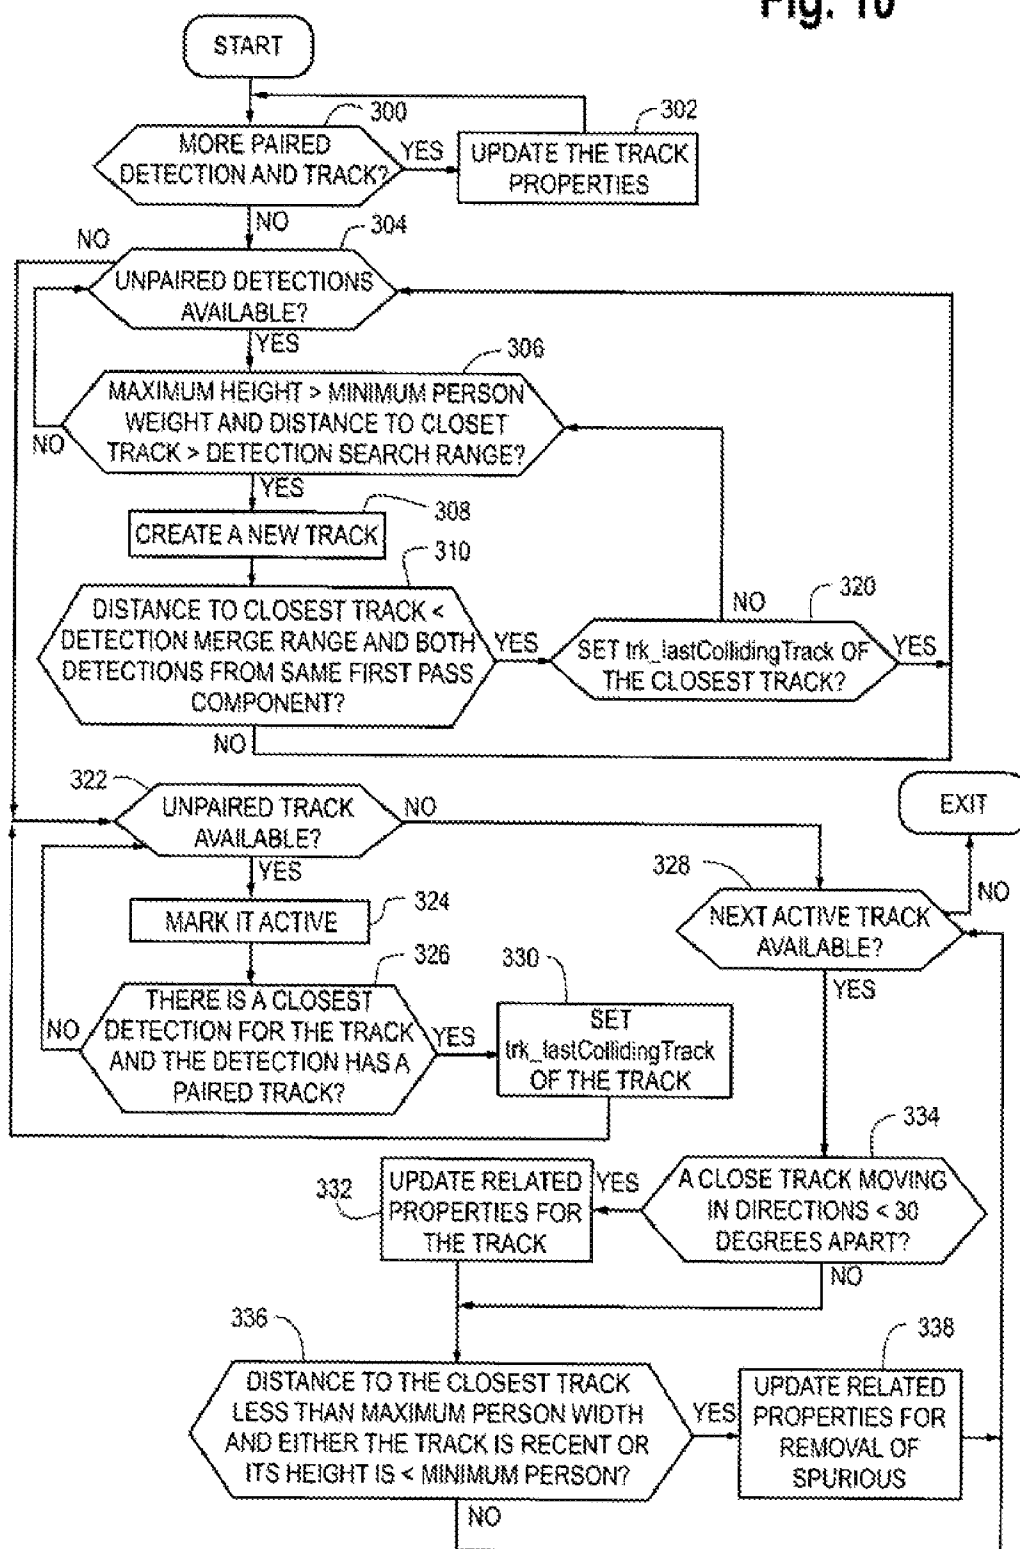 Fig. 10
START
300
MORE PAIRED
DETECTION AND TRACK?
YES
302
UPDATE THE TRACK
PROPERTIES
NO
NO
304
UNPAIRED DETECTIONS
AVAILABLE?
YES
306
MAXIMUM HEIGHT > MINIMUM PERSON
WEIGHT AND DISTANCE TO CLOSET
TRACK > DETECTION SEARCH RANGE?
NO
YES
308
CREATE A NEW TRACK
310
DISTANCE TO CLOSEST TRACK <
DETECTION MERGE RANGE AND BOTH
DETECTIONS FROM SAME FIRST PASS
COMPONENT?
YES
NO
320
SET trk_lastCollidingTrack OF
THE CLOSEST TRACK?
YES
NO
322
UNPAIRED TRACK
AVAILABLE?
NO
EXIT
YES
324
MARK IT ACTIVE
328
NEXT ACTIVE TRACK
AVAILABLE?
NO
YES
326
THERE IS A CLOSEST
DETECTION FOR THE TRACK
AND THE DETECTION HAS A
PAIRED TRACK?
NO
YES
330
SET
trk_lastCollidingTrack
OF THE TRACK
334
A CLOSE TRACK MOVING
IN DIRECTIONS < 30
DEGREES APART?
YES
332
UPDATE RELATED
PROPERTIES FOR
THE TRACK
NO
336
DISTANCE TO THE CLOSEST TRACK
LESS THAN MAXIMUM PERSON WIDTH
AND EITHER THE TRACK IS RECENT OR
ITS HEIGHT IS < MINIMUM PERSON?
YES
338
UPDATE RELATED
PROPERTIES FOR
REMOVAL OF
SPURIOUS
NO